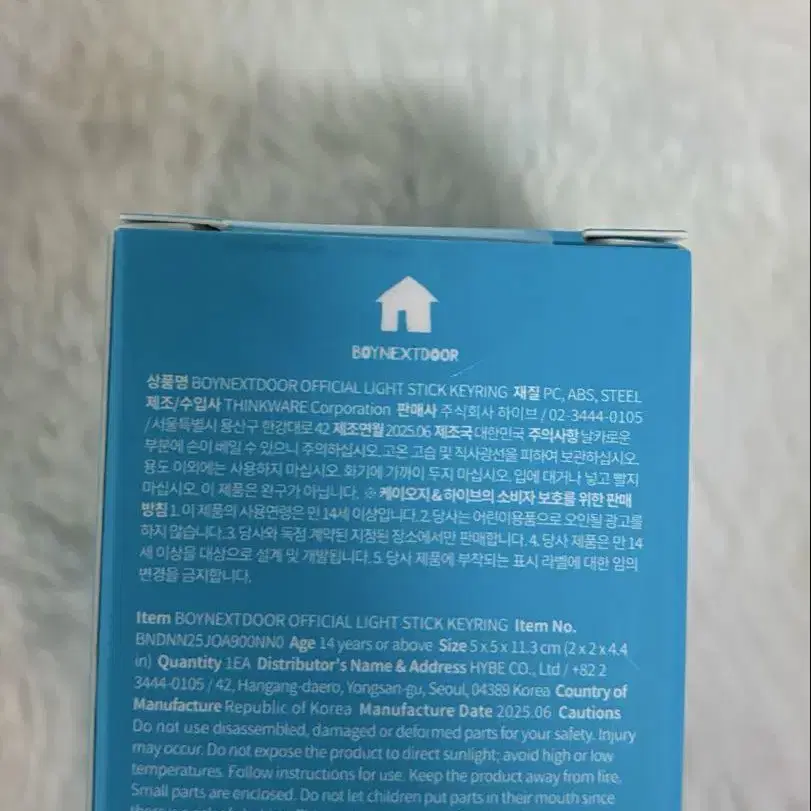 BOYNEXTDOOR
상품명 BOYNEXTDOOR OFFICIAL LIGHT STICK KEYRING 재질 PC, ABS, STEEL
제조/수입사 THINKWARE Corporation 판매사 주식회사 하이브 / 02-3444-0105
/ 서울특별시 용산구 한강대로 42 제조연월 2025.06 제조국 대한민국 주의사항 날카로운
부분에 손이 베일 수 있으니 주의하십시오. 고온 고습 및 직사광선을 피하여 보관하십시오.
용도 이외에는 사용하지 마십시오. 화기에 가까이 두지 마십시오. 입에 대거나 넣고 빨지
마십시오. 이 제품은 완구가 아닙니다. ※ 케이오지&하이브의 소비자 보호를 위한 판매
방침 1. 이 제품의 사용연령은 만 14세 이상입니다. 2. 당사는 어린이용품으로 오인될 광고를
하지 않습니다. 3. 당사와 독점 계약된 지정된 장소에서만 판매합니다. 4. 당사 제품은 만 14
세 이상을 대상으로 설계 및 개발됩니다. 5. 당사 제품에 부착되는 표시 라벨에 대한 임의
변경을 금지합니다.
Item BOYNEXTDOOR OFFICIAL LIGHT STICK KEYRING Item No.
BNDNN25JOA900NN0 Age 14 years or above Size 5 x 5 x 11.3 cm (2 x 2 x 4.4
in) Quantity 1EA Distributor's Name & Address HYBE CO., Ltd / +82 2
3444-0105 / 42, Hangang-daero, Yongsan-gu, Seoul, 04389 Korea Country of
Manufacture Republic of Korea Manufacture Date 2025.06 Cautions
Do not use disassembled, damaged or deformed parts for your safety. Injury
may occur. Do not expose the product to direct sunlight; avoid high or low
temperatures. Follow instructions for use. Keep the product away from fire.
Small parts are enclosed. Do not let children put parts in their mouth since